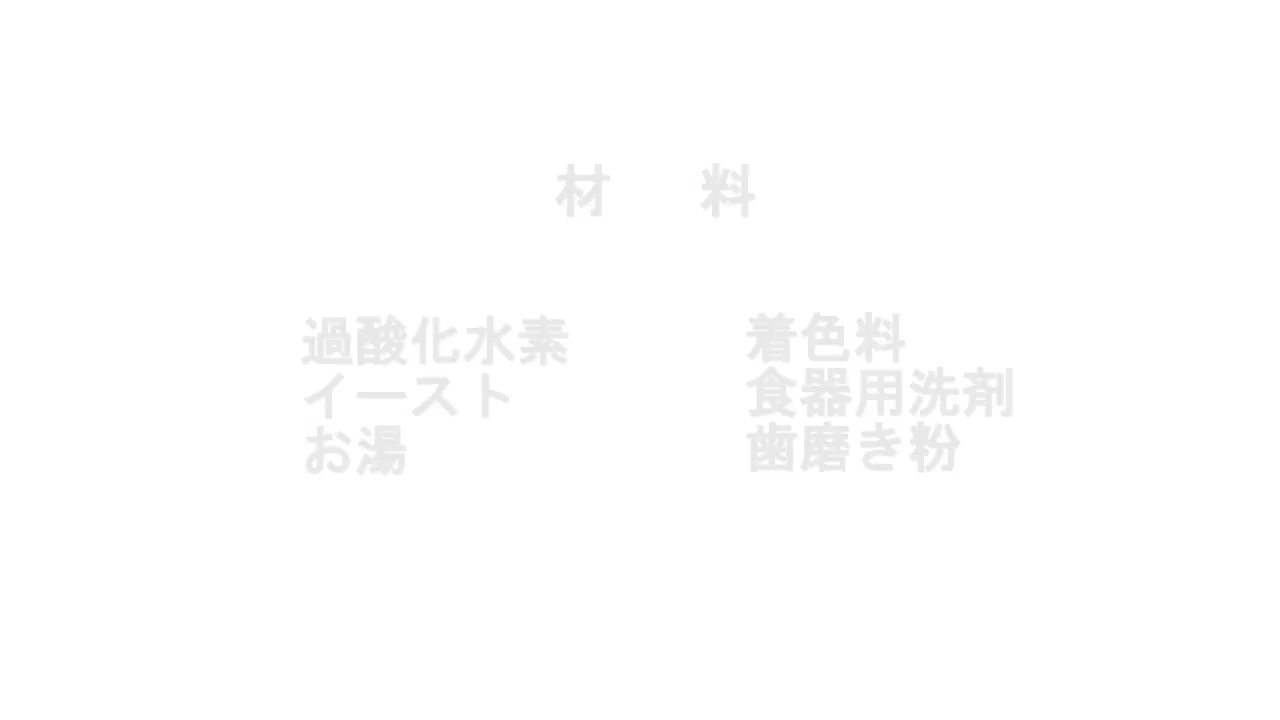 材　料
過酸化水素
イースト
お湯
着色料
食器用洗剤
歯磨き粉